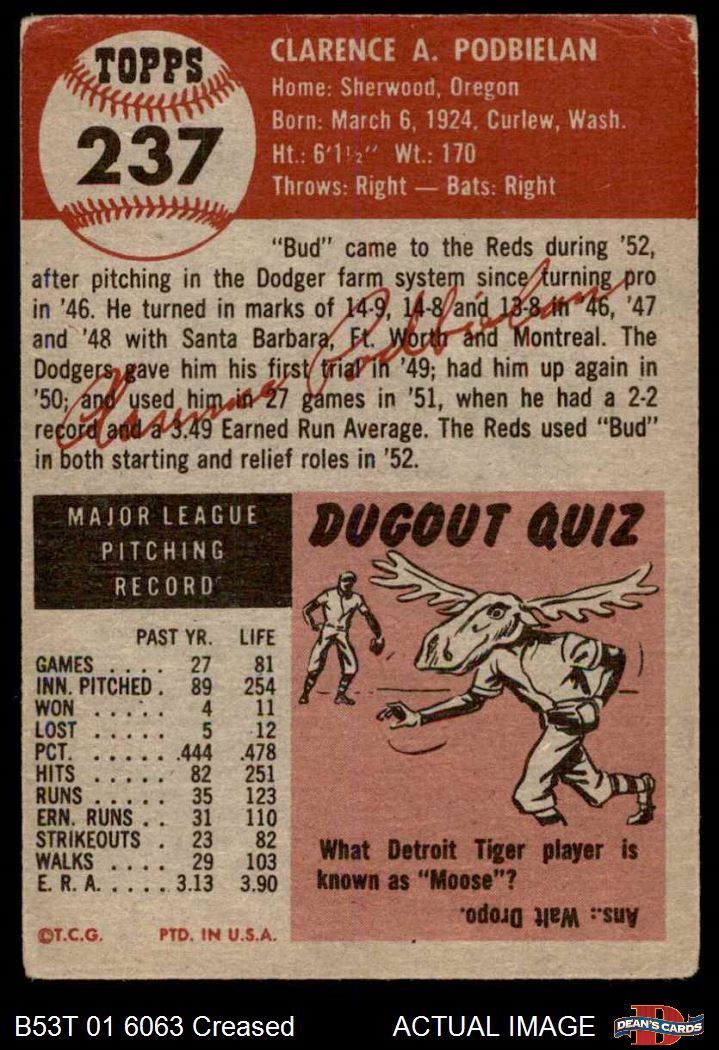 TOPPS
237
CLARENCE A. PODBIELAN
Home: Sherwood, Oregon
Born: March 6, 1924, Curlew, Wash.
Ht.: 6'1½" Wt.: 170
Throws: Right — Bats: Right
"Bud" came to the Reds during '52,
after pitching in the Dodger farm system since turning pro
in '46. He turned in marks of 14-9, 14-8 and 13-8 in '46, '47
and '48 with Santa Barbara, Ft. Worth and Montreal. The
Dodgers gave him his first trial in '49; had him up again in
'50; and used him in 27 games in '51, when he had a 2-2
record and a 3.49 Earned Run Average. The Reds used "Bud"
in both starting and relief roles in '52.
Clarence Podbielan
MAJOR LEAGUE
PITCHING
RECORD
PAST YR. LIFE
GAMES . . . . 27 81
INN. PITCHED . 89 254
WON . . . . . 4 11
LOST . . . . . 5 12
PCT. . . . . . .444 .478
HITS . . . . . 82 251
RUNS . . . . . 35 123
ERN. RUNS . . 31 110
STRIKEOUTS . 23 82
WALKS . . . . 29 103
E. R. A. . . . . . 3.13 3.90
©T.C.G. PTD. IN U.S.A.
DUGOUT QUIZ
What Detroit Tiger player is
known as "Moose"?
Ans.: Walt Dropo.
B53T 01 6063 Creased ACTUAL IMAGE
D
DEAN'S CARDS